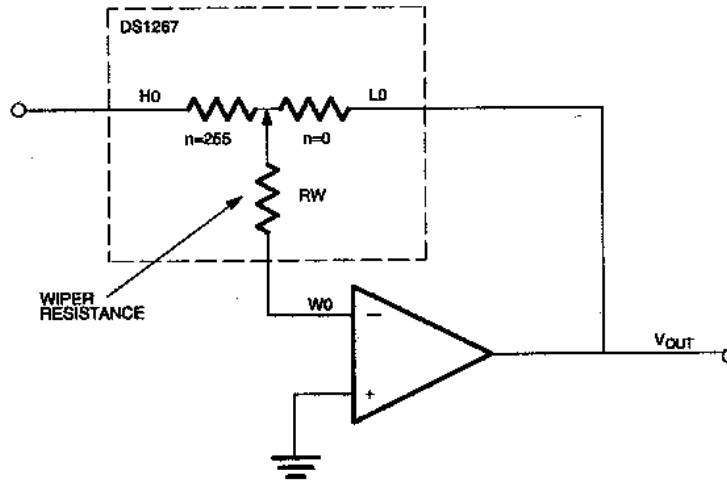 DS1267
H0
L0
n=255
n=0
RW
WIPER
RESISTANCE
W0
−
VOUT
+